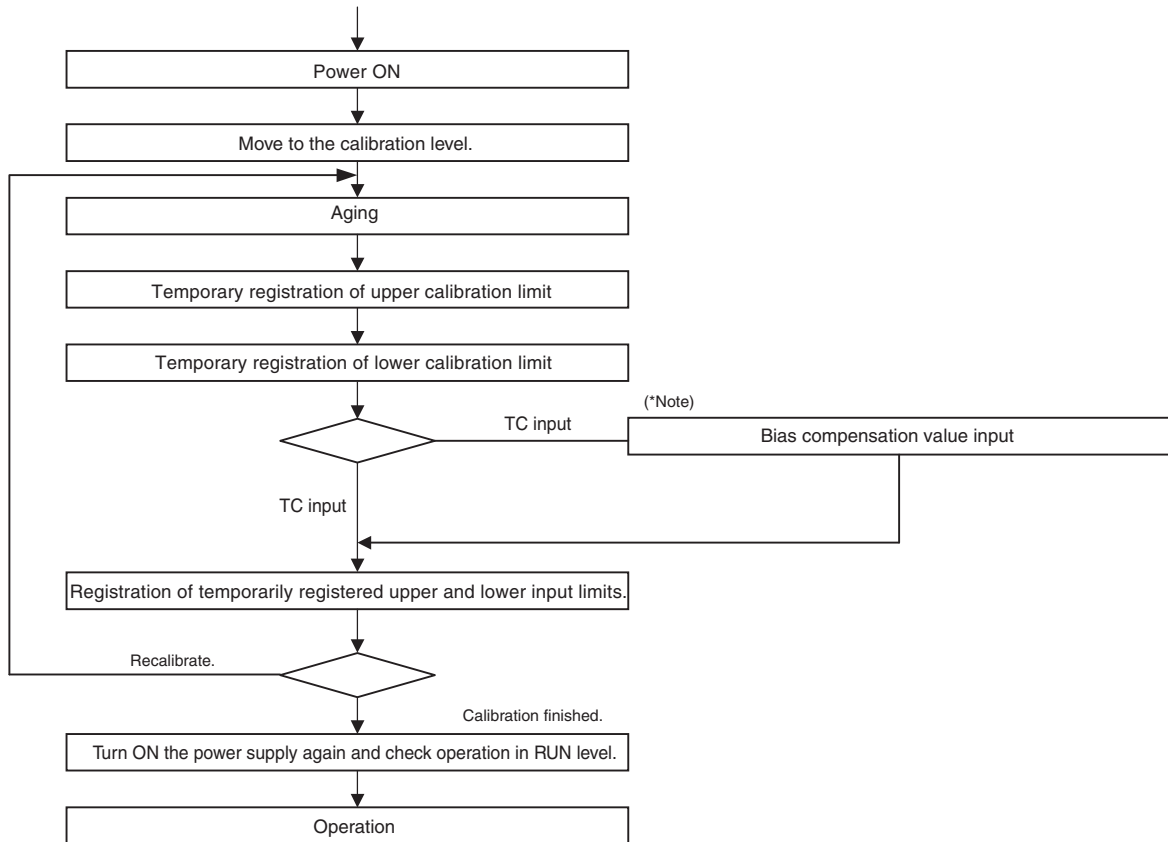 Power ON
Move to the calibration level.
Aging
Temporary registration of upper calibration limit
Temporary registration of lower calibration limit
(*Note)
TC input
Bias compensation value input
TC input
Registration of temporarily registered upper and lower input limits.
Recalibrate.
Calibration finished.
Turn ON the power supply again and check operation in RUN level.
Operation